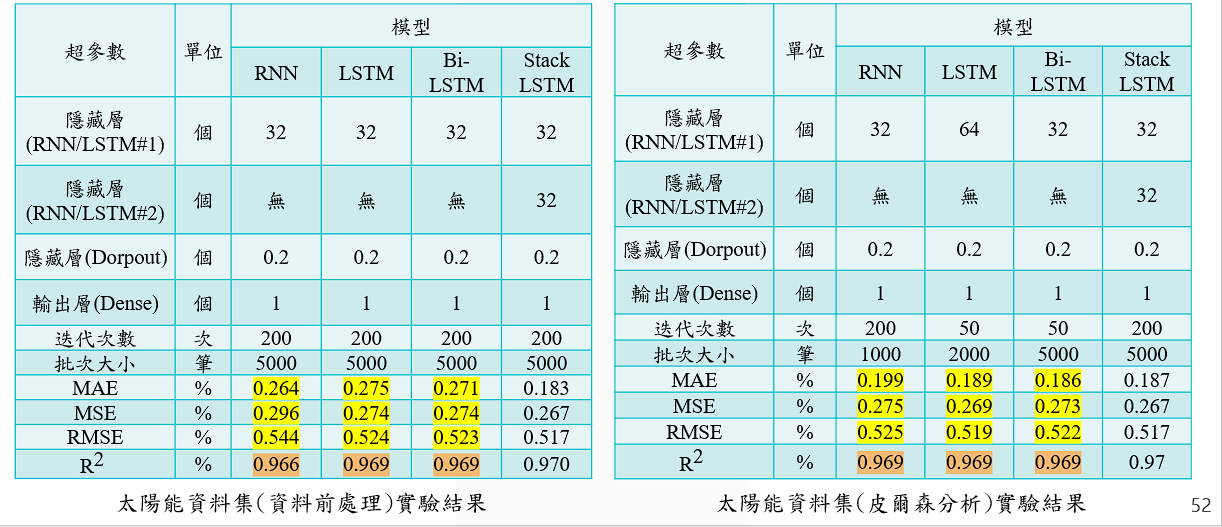 超參數 單位 模型
RNN LSTM Bi-LSTM Stack LSTM
隱藏層(RNN/LSTM#1) 個 32 32 32 32
隱藏層(RNN/LSTM#2) 個 無 無 無 32
隱藏層(Dorpout) 個 0.2 0.2 0.2 0.2
輸出層(Dense) 個 1 1 1 1
迭代次數 次 200 200 200 200
批次大小 筆 5000 5000 5000 5000
MAE % 0.264 0.275 0.271 0.183
MSE % 0.296 0.274 0.274 0.267
RMSE % 0.544 0.524 0.523 0.517
R2 % 0.966 0.969 0.969 0.970
太陽能資料集(資料前處理)實驗結果
超參數 單位 模型
RNN LSTM Bi-LSTM Stack LSTM
隱藏層(RNN/LSTM#1) 個 32 64 32 32
隱藏層(RNN/LSTM#2) 個 無 無 無 32
隱藏層(Dorpout) 個 0.2 0.2 0.2 0.2
輸出層(Dense) 個 1 1 1 1
迭代次數 次 200 50 50 200
批次大小 筆 1000 2000 5000 5000
MAE % 0.199 0.189 0.186 0.187
MSE % 0.275 0.269 0.273 0.267
RMSE % 0.525 0.519 0.522 0.517
R2 % 0.969 0.969 0.969 0.97
太陽能資料集(皮爾森分析)實驗結果
52